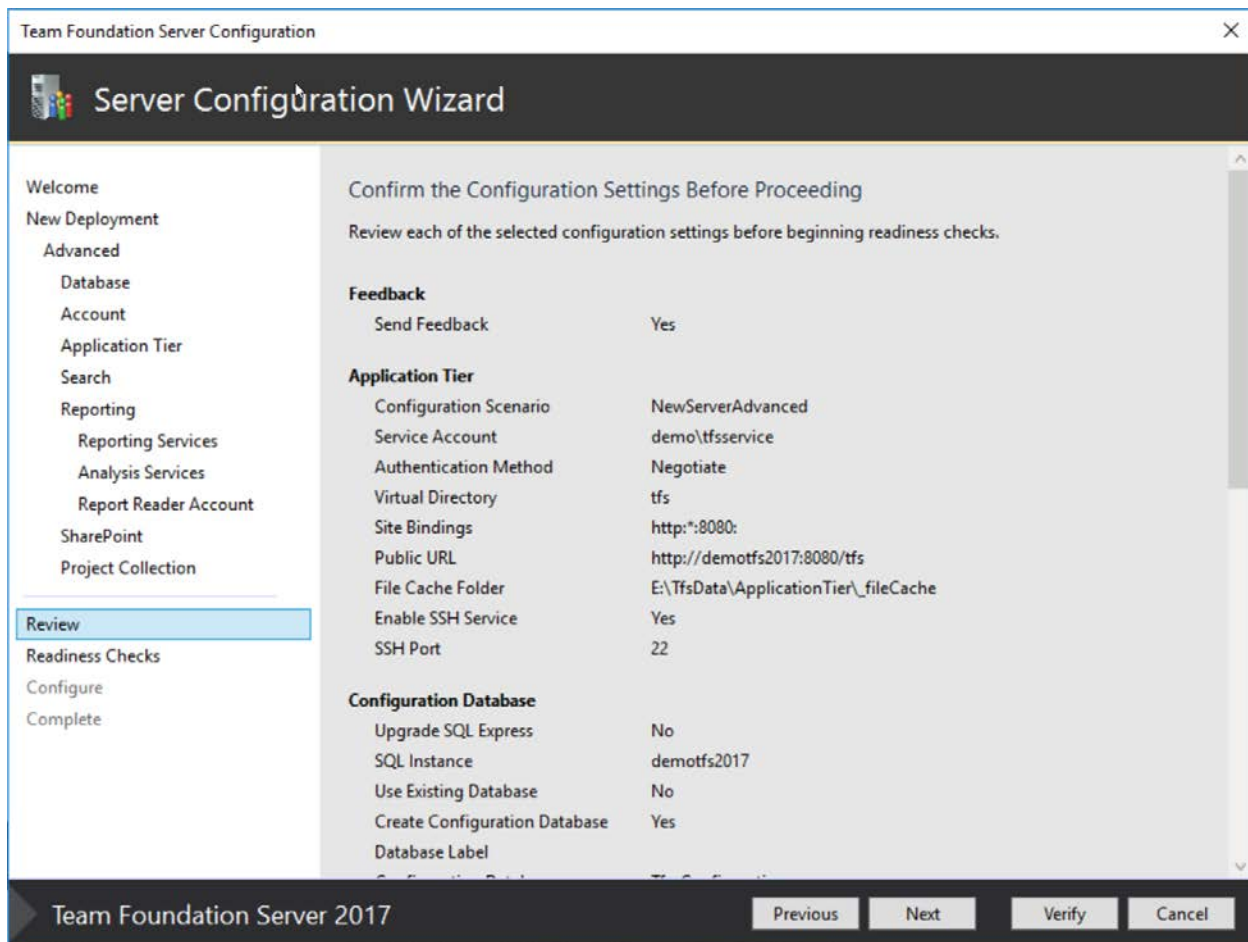 Team Foundation Server Configuration
Server Configuration Wizard
Welcome
New Deployment
Advanced
Database
Account
Application Tier
Search
Reporting
Reporting Services
Analysis Services
Report Reader Account
SharePoint
Project Collection
Review
Readiness Checks
Configure
Complete
Confirm the Configuration Settings Before Proceeding
Review each of the selected configuration settings before beginning readiness checks.
Feedback
Send Feedback Yes
Application Tier
Configuration Scenario NewServerAdvanced
Service Account demo\tfsservice
Authentication Method Negotiate
Virtual Directory tfs
Site Bindings http:*:8080:
Public URL http://demotfs2017:8080/tfs
File Cache Folder E:\TfsData\ApplicationTier\_fileCache
Enable SSH Service Yes
SSH Port 22
Configuration Database
Upgrade SQL Express No
SQL Instance demotfs2017
Use Existing Database No
Create Configuration Database Yes
Database Label
Team Foundation Server 2017
Previous Next Verify Cancel